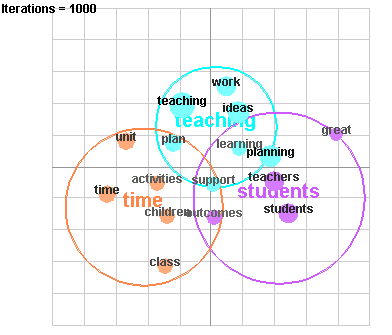 Iterations = 1000
work
teaching
ideas
teaching
great
unit
plan
learning
planning
activities
support
teachers
time
students
time
children
outcomes
students
class